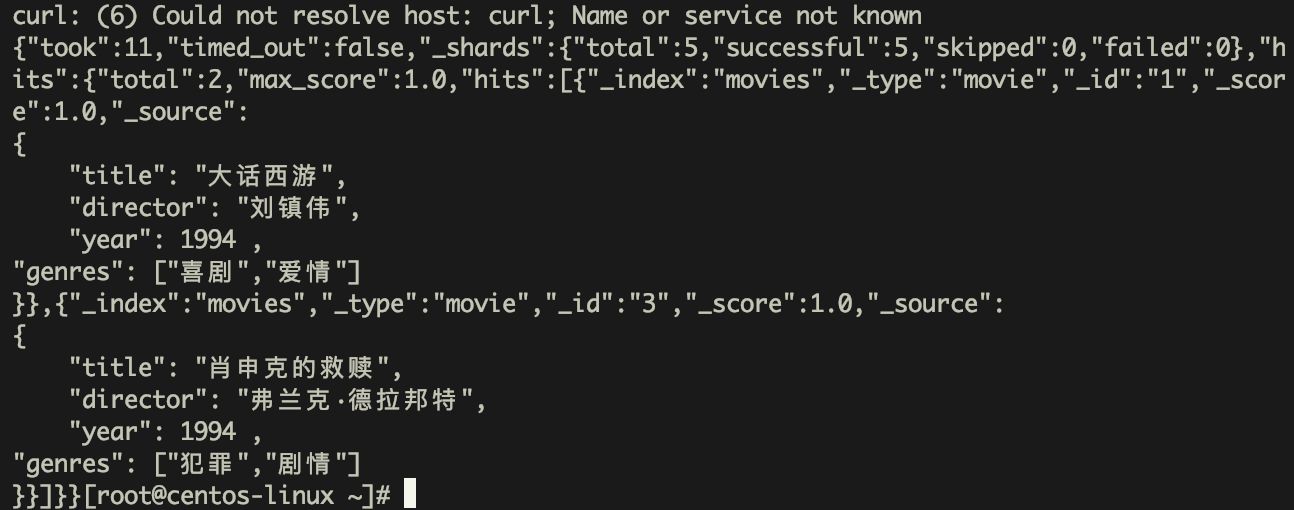 curl: (6) Could not resolve host: curl; Name or service not known
{"took":11,"timed_out":false,"_shards":{"total":5,"successful":5,"skipped":0,"failed":0},"h
its":{"total":2,"max_score":1.0,"hits":[{"_index":"movies","_type":"movie","_id":"1","_scor
e":1.0,"_source":
{
    "title": "大话西游",
    "director": "刘镇伟",
    "year": 1994 ,
"genres": ["喜剧","爱情"]
}},{"_index":"movies","_type":"movie","_id":"3","_score":1.0,"_source":
{
    "title": "肖申克的救赎",
    "director": "弗兰克·德拉邦特",
    "year": 1994 ,
"genres": ["犯罪","剧情"]
}}]}}[root@centos-linux ~]#